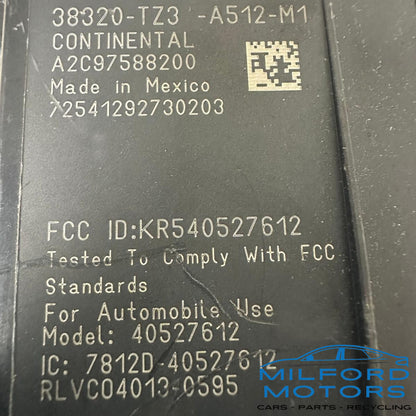 38320-TZ3 -A512-M1
CONTINENTAL
A2C97588200
Made in Mexico
72541292730203
FCC ID:KR540527612
Tested To Comply With FCC
Standards
For Automobile Use
Model: 40527612
IC: 7812D-40527612
RLVC04013-0595
MILFORD
MOTORS
CARS - PARTS - RECYCLING